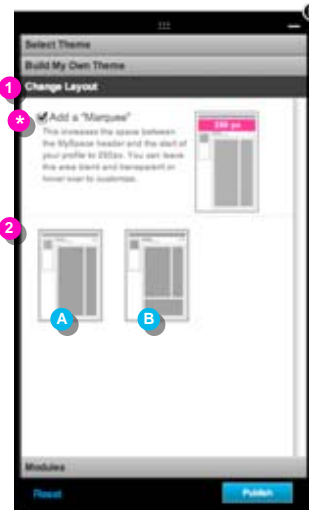 Select Theme
Build My Own Theme
1
Change Layout
*
Add a "Marquee"
This increases the space between
the MySpace header and the start of
your profile to 250px. You can leave
this area blank and transparent or
hover over to customize.
250 px
2
A
B
Modules
Reset
Publish